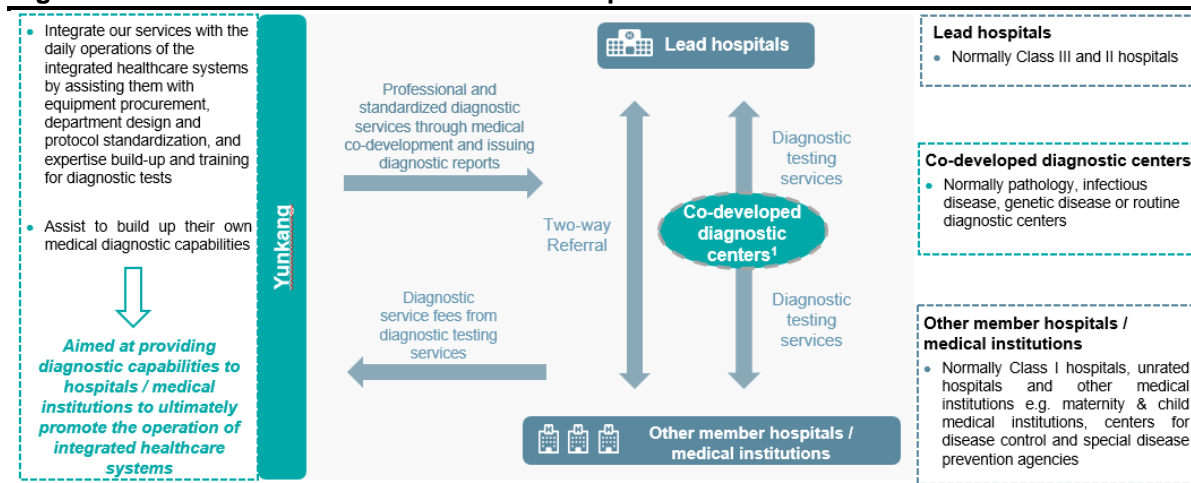 • Integrate our services with the
daily operations of the
integrated healthcare systems
by assisting them with
equipment procurement,
department design and
protocol standardization, and
expertise build-up and training
for diagnostic tests
• Assist to build up their own
medical diagnostic capabilities
Aimed at providing
diagnostic capabilities to
hospitals / medical
institutions to ultimately
promote the operation of
integrated healthcare
systems
Yunkang
Professional and
standardized diagnostic
services through medical
co-development and issuing
diagnostic reports
Diagnostic
service fees from
diagnostic testing
services
Lead hospitals
Two-way
Referral
Diagnostic
testing
services
Co-developed
diagnostic
centers¹
Diagnostic
testing
services
Other member hospitals /
medical institutions
Lead hospitals
• Normally Class III and II hospitals
Co-developed diagnostic centers
• Normally pathology, infectious
disease, genetic disease or routine
diagnostic centers
Other member hospitals /
medical institutions
• Normally Class I hospitals, unrated
hospitals and other medical
institutions e.g. maternity & child
medical institutions, centers for
disease control and special disease
prevention agencies